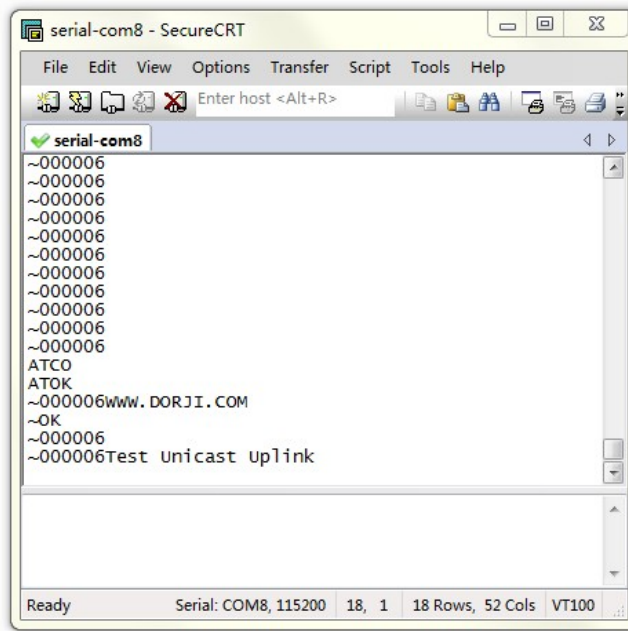 serial-com8 - SecureCRT
File Edit View Options Transfer Script Tools Help
Enter host <Alt+R>
serial-com8
~000006
~000006
~000006
~000006
~000006
~000006
~000006
~000006
~000006
~000006
~000006
ATCO
ATOK
~000006WWW.DORJI.COM
~OK
~000006
~000006Test Unicast Uplink
Ready Serial: COM8, 115200 18, 1 18 Rows, 52 Cols VT100